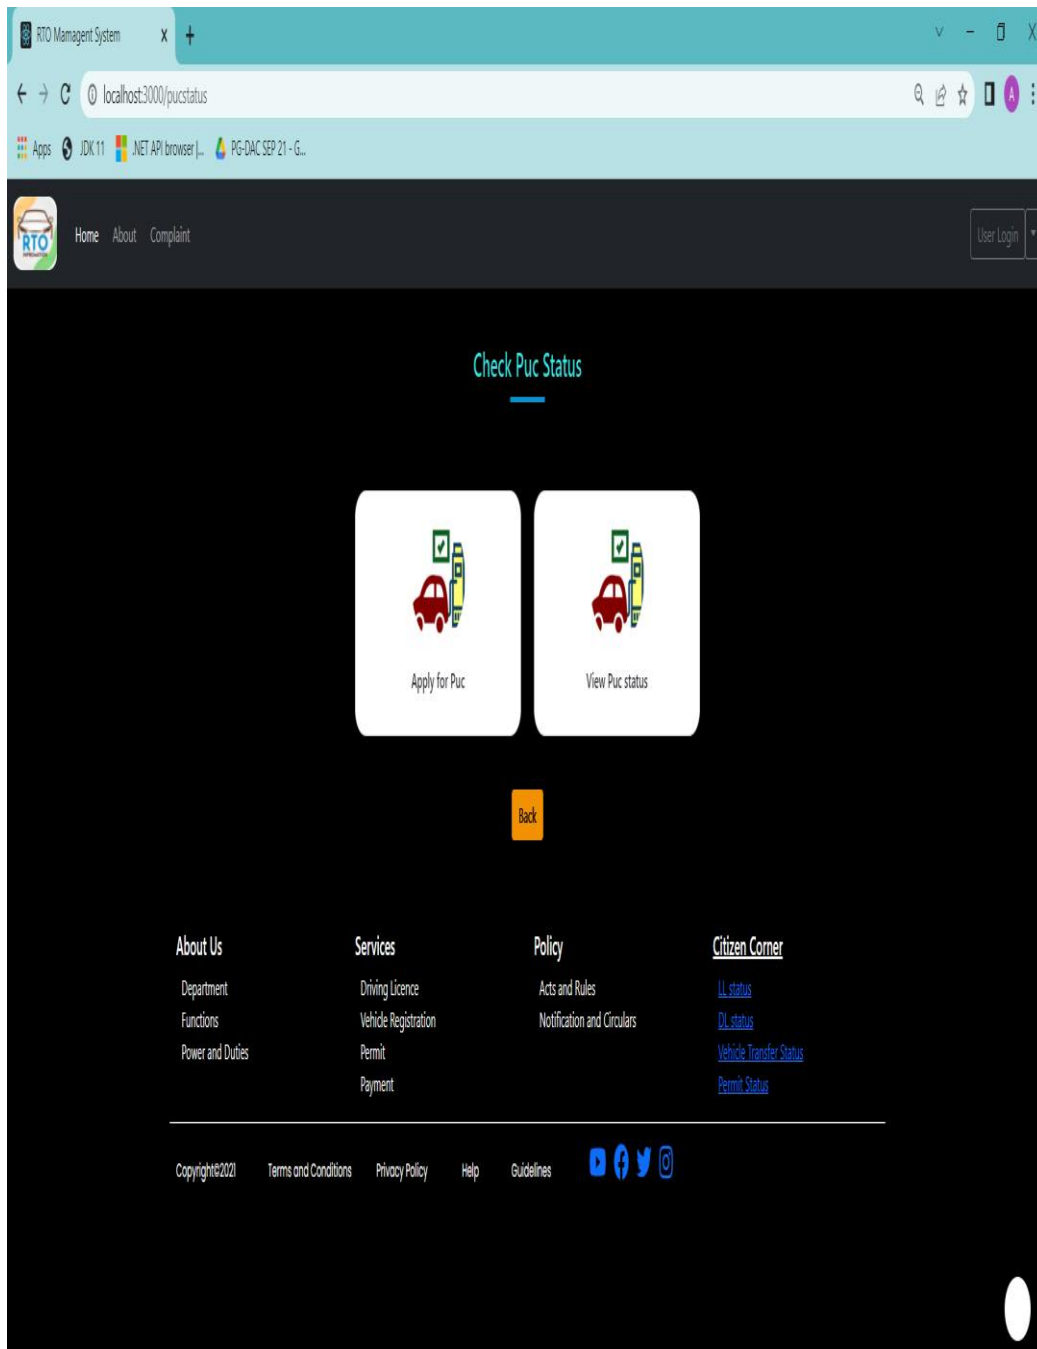 RTO Mamagent System
localhost:3000/pucstatus
A
Apps JDK 11 .NET API browser |... PG-DAC SEP 21 - G...
RTO
Home About Complaint User Login
Check Puc Status
Apply for Puc View Puc status
Back
About Us Services Policy Citizen Corner
Department Driving Licence Acts and Rules LL status
Functions Vehicle Registration Notification and Circulars DL status
Power and Duties Permit Vehicle Transfer Status
Payment Permit Status
Copyright©2021 Terms and Conditions Privacy Policy Help Guidelines